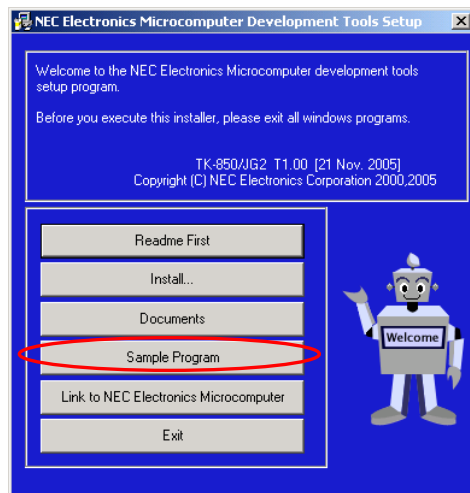 NEC Electronics Microcomputer Development Tools Setup
Welcome to the NEC Electronics Microcomputer development tools
setup program.
Before you execute this installer, please exit all windows programs.
TK-850/JG2 T1.00 [21 Nov. 2005]
Copyright (C) NEC Electronics Corporation 2000,2005
Readme First
Install...
Documents
Sample Program
Link to NEC Electronics Microcomputer
Exit
Welcome